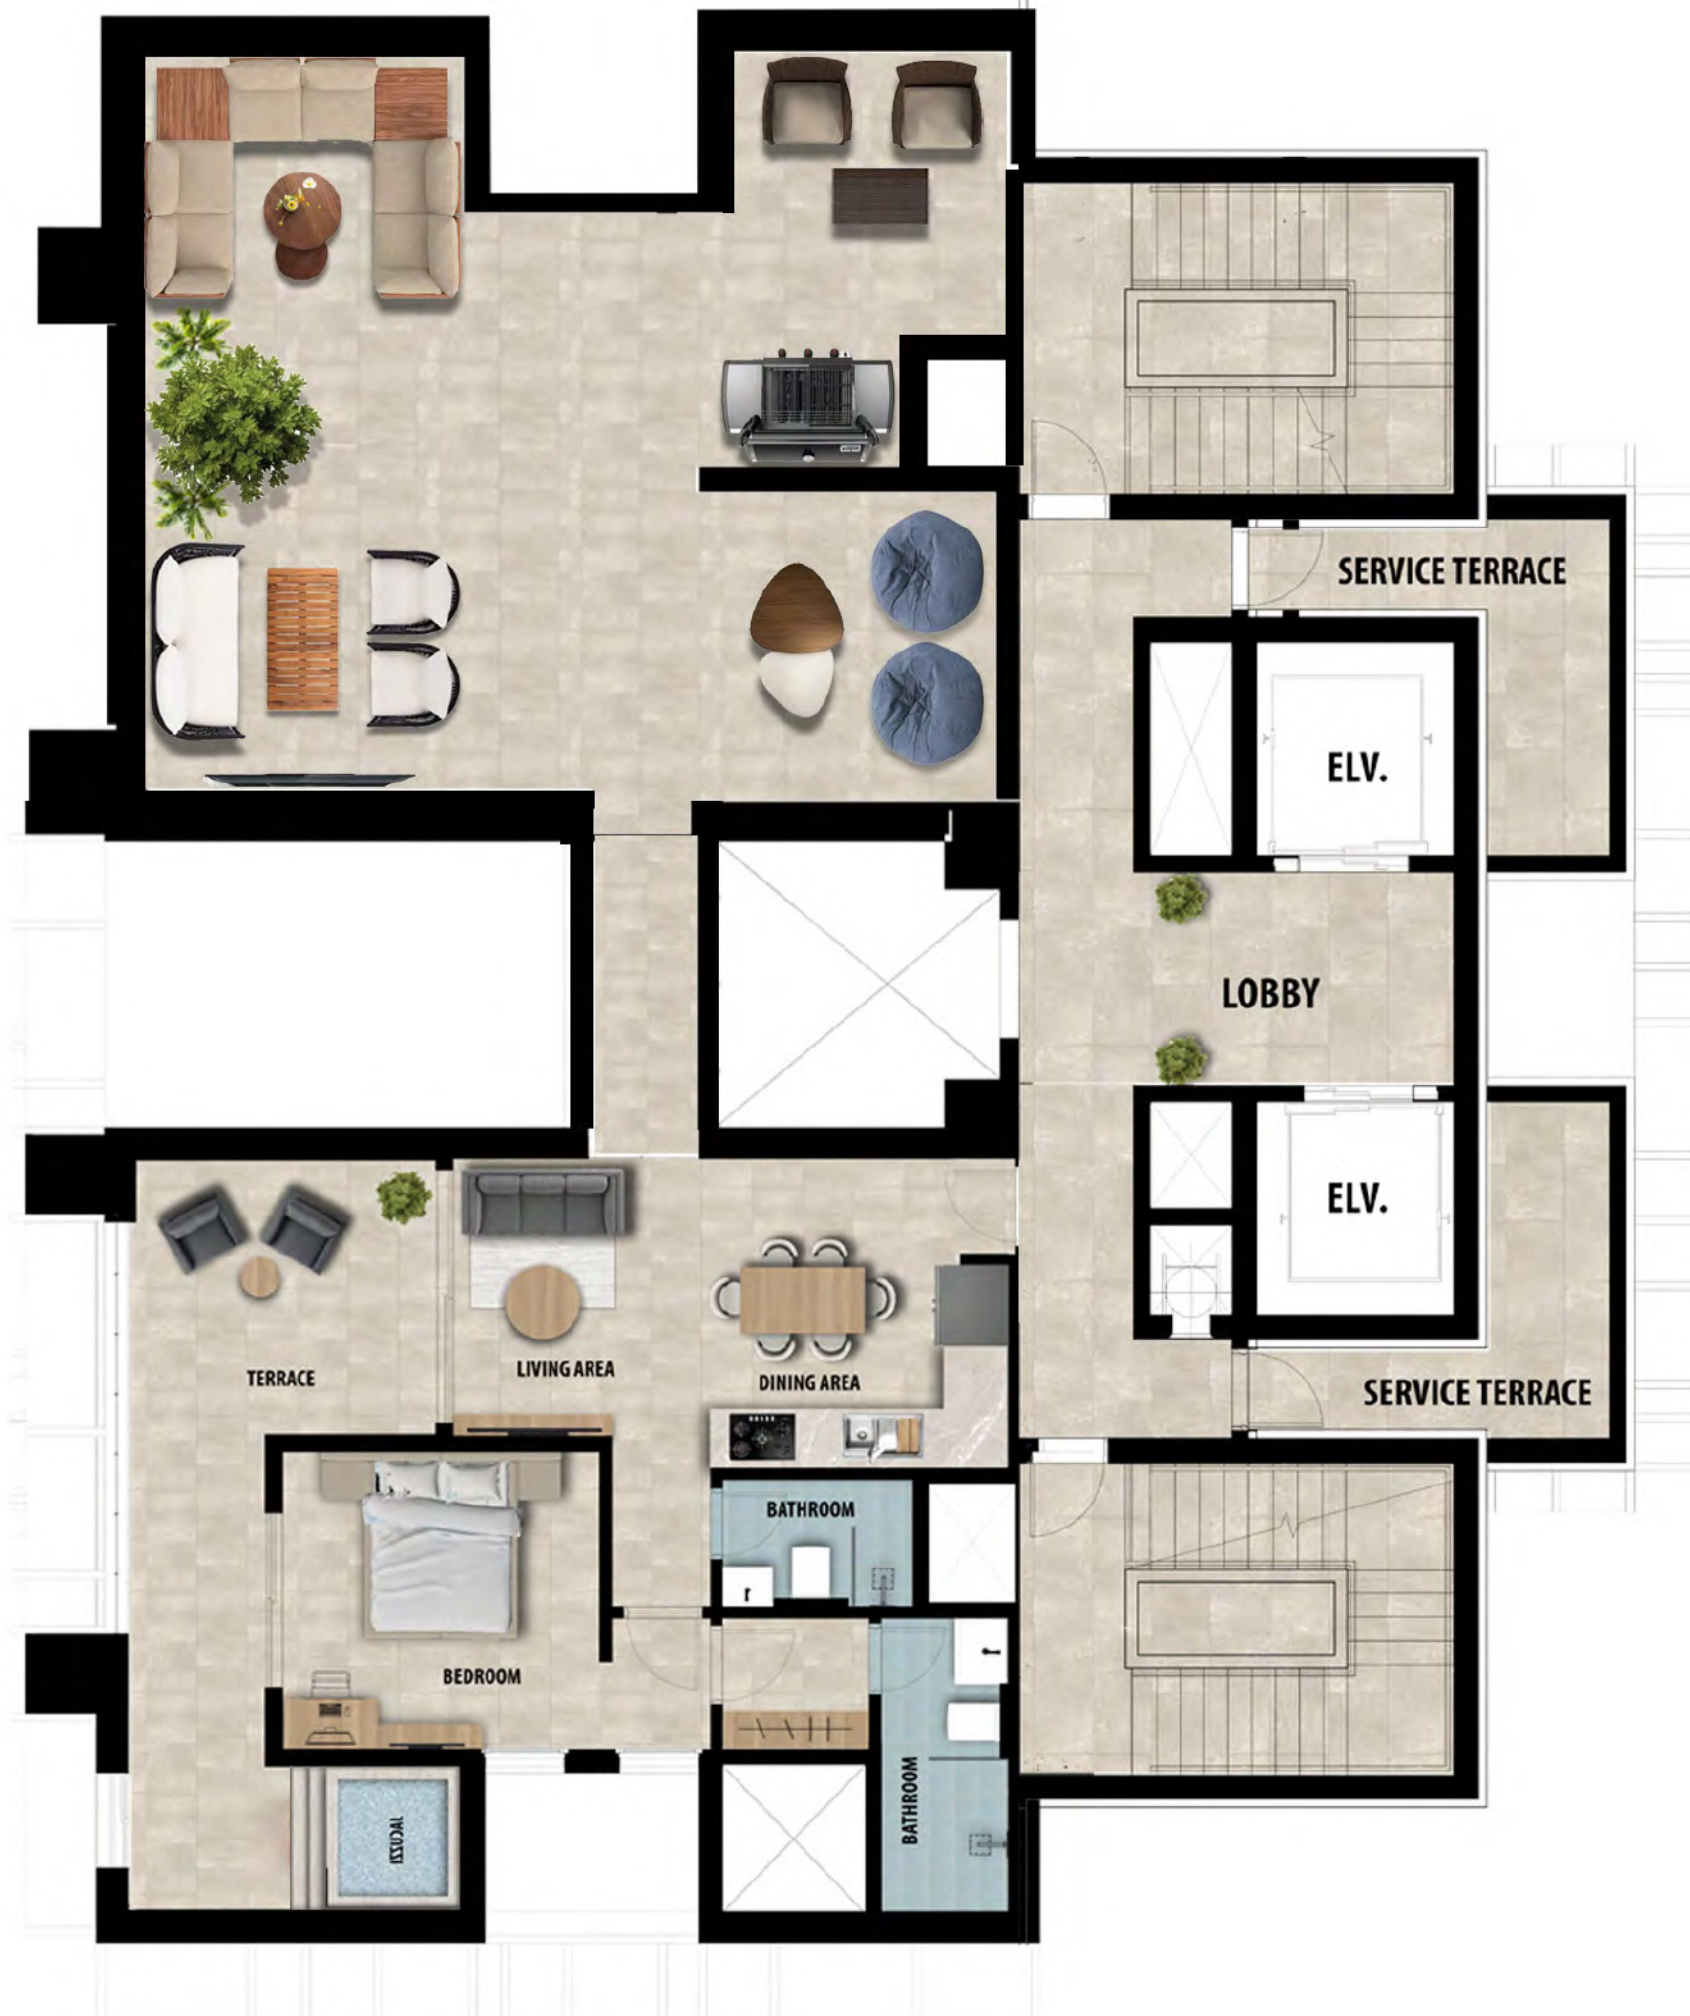 SERVICE TERRACE
ELV.
LOBBY
ELV.
TERRACE
LIVING AREA
DINING AREA
SERVICE TERRACE
BATHROOM
BEDROOM
BATHROOM
JACUZZI